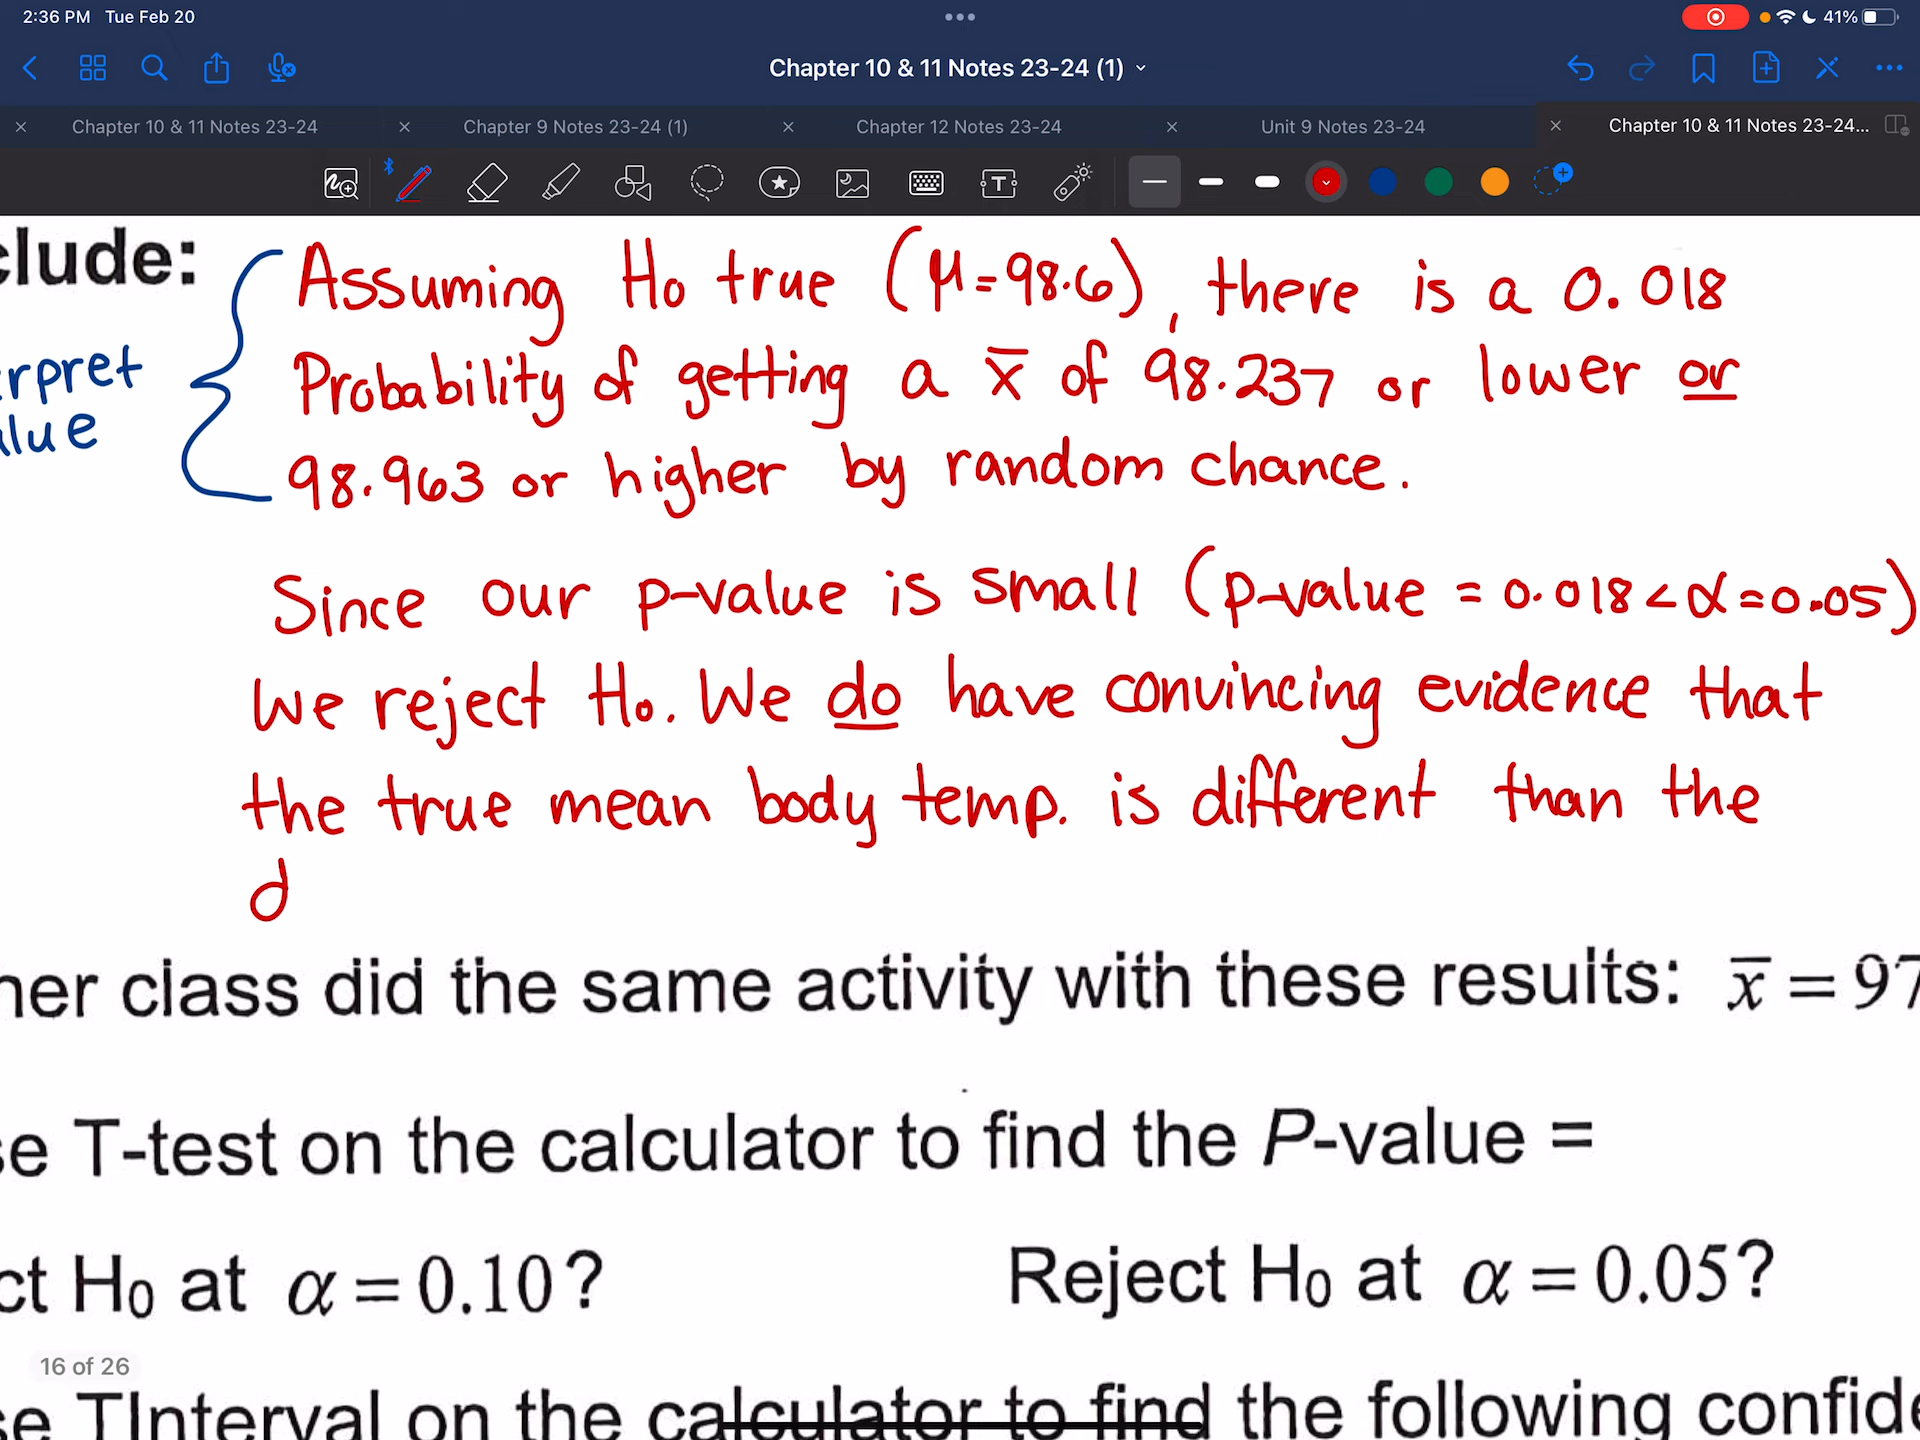 2:36 PM Tue Feb 20
41%
Chapter 10 & 11 Notes 23-24 (1)
Chapter 10 & 11 Notes 23-24
Chapter 9 Notes 23-24 (1)
Chapter 12 Notes 23-24
Unit 9 Notes 23-24
Chapter 10 & 11 Notes 23-24...
clude:
Assuming H₀ true (μ=98.6), there is a 0.018
erpret
Probability of getting a x̄ of 98.237 or lower or
alue
98.963 or higher by random chance.
Since our p-value is small (p-value = 0.018 < α = 0.05)
we reject H₀. We do have convincing evidence that
the true mean body temp. is different than the
d
her class did the same activity with these results: x̄ = 97
se T-test on the calculator to find the P-value =
ct H₀ at α = 0.10?
Reject H₀ at α = 0.05?
16 of 26
se TInterval on the calculator to find the following confide